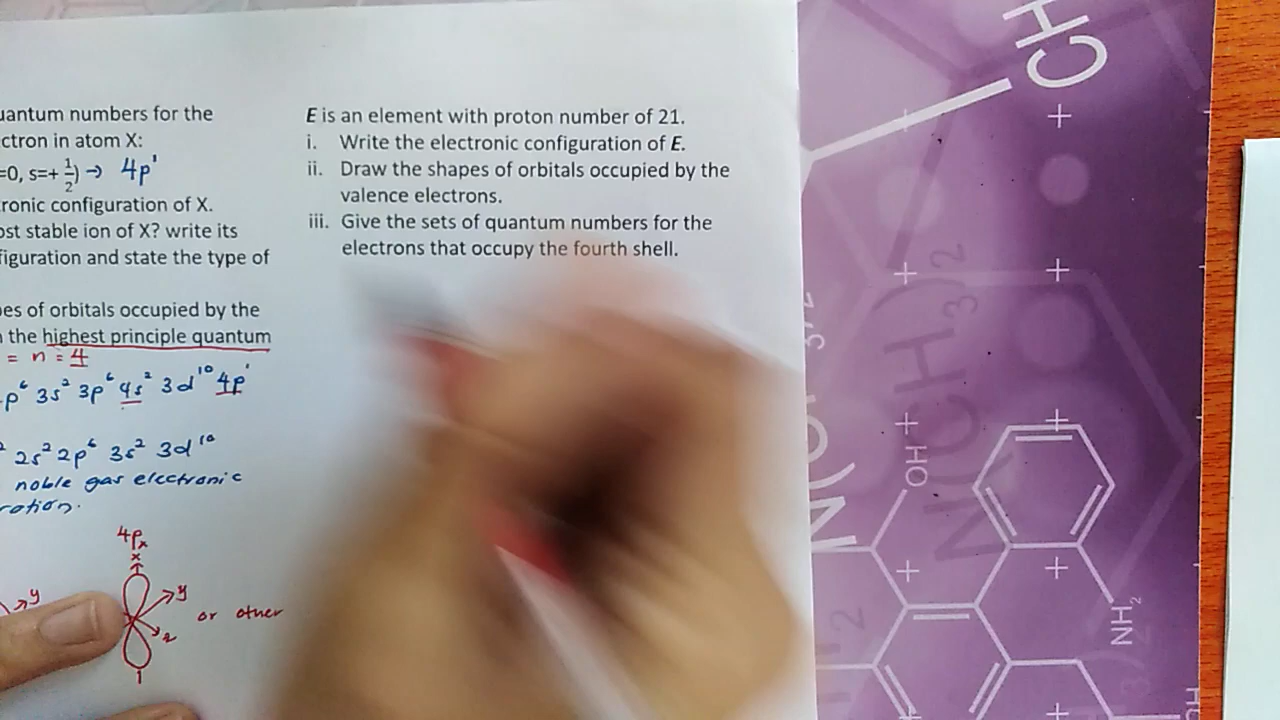 uantum numbers for the
ctron in atom X:
=0, s=+ 1/2) → 4p¹
ronic configuration of X.
ost stable ion of X? write its
figuration and state the type of
es of orbitals occupied by the
the highest principle quantum
= n = 4
p⁶ 3s² 3p⁶ 4s² 3d¹⁰ 4p¹
2s² 2p⁶ 3s² 3d¹⁰
noble gas electronic
ration.
4pₓ
x
y
y
z
or other
E is an element with proton number of 21.
i. Write the electronic configuration of E.
ii. Draw the shapes of orbitals occupied by the
valence electrons.
iii. Give the sets of quantum numbers for the
electrons that occupy the fourth shell.
CH
N(CH₃)₂
OH
NH₂
OH